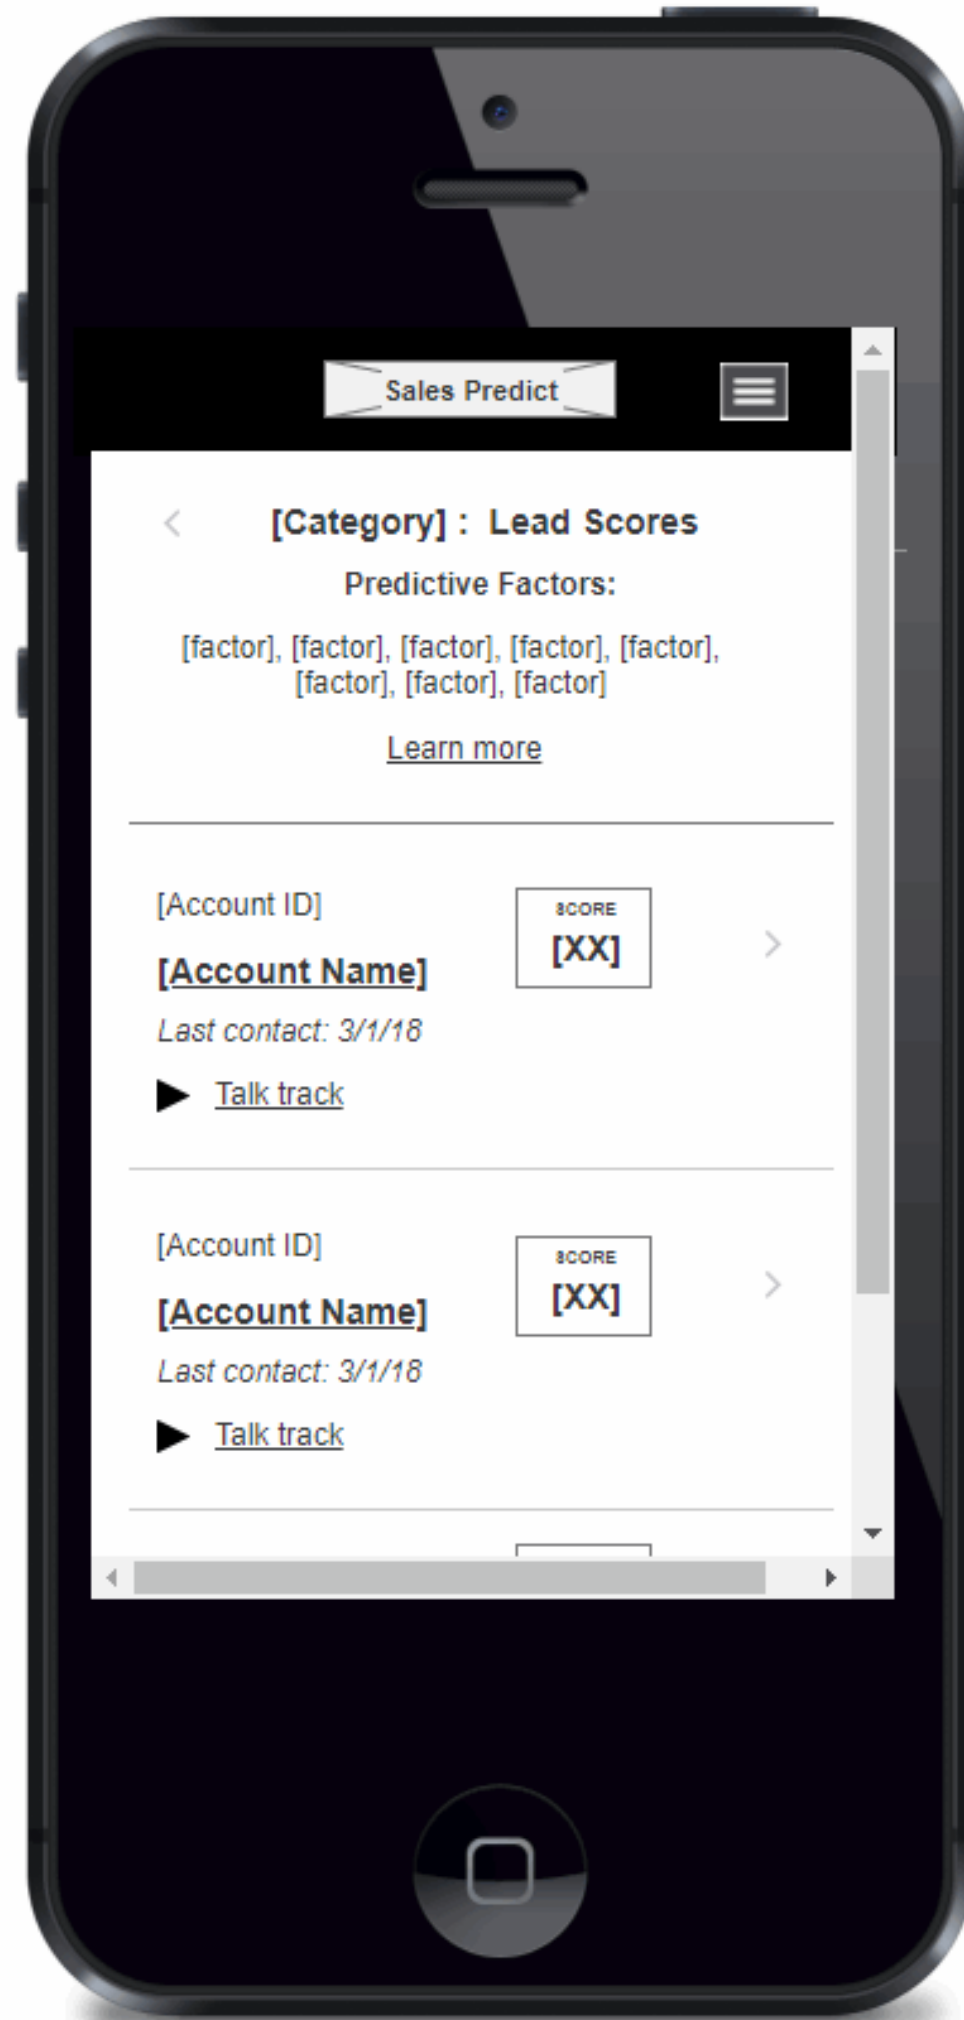 Sales Predict
[Category] : Lead Scores
Predictive Factors:
[factor], [factor], [factor], [factor], [factor],
[factor], [factor], [factor]
Learn more
[Account ID]
SCORE
[XX]
[Account Name]
Last contact: 3/1/18
Talk track
[Account ID]
SCORE
[XX]
[Account Name]
Last contact: 3/1/18
Talk track